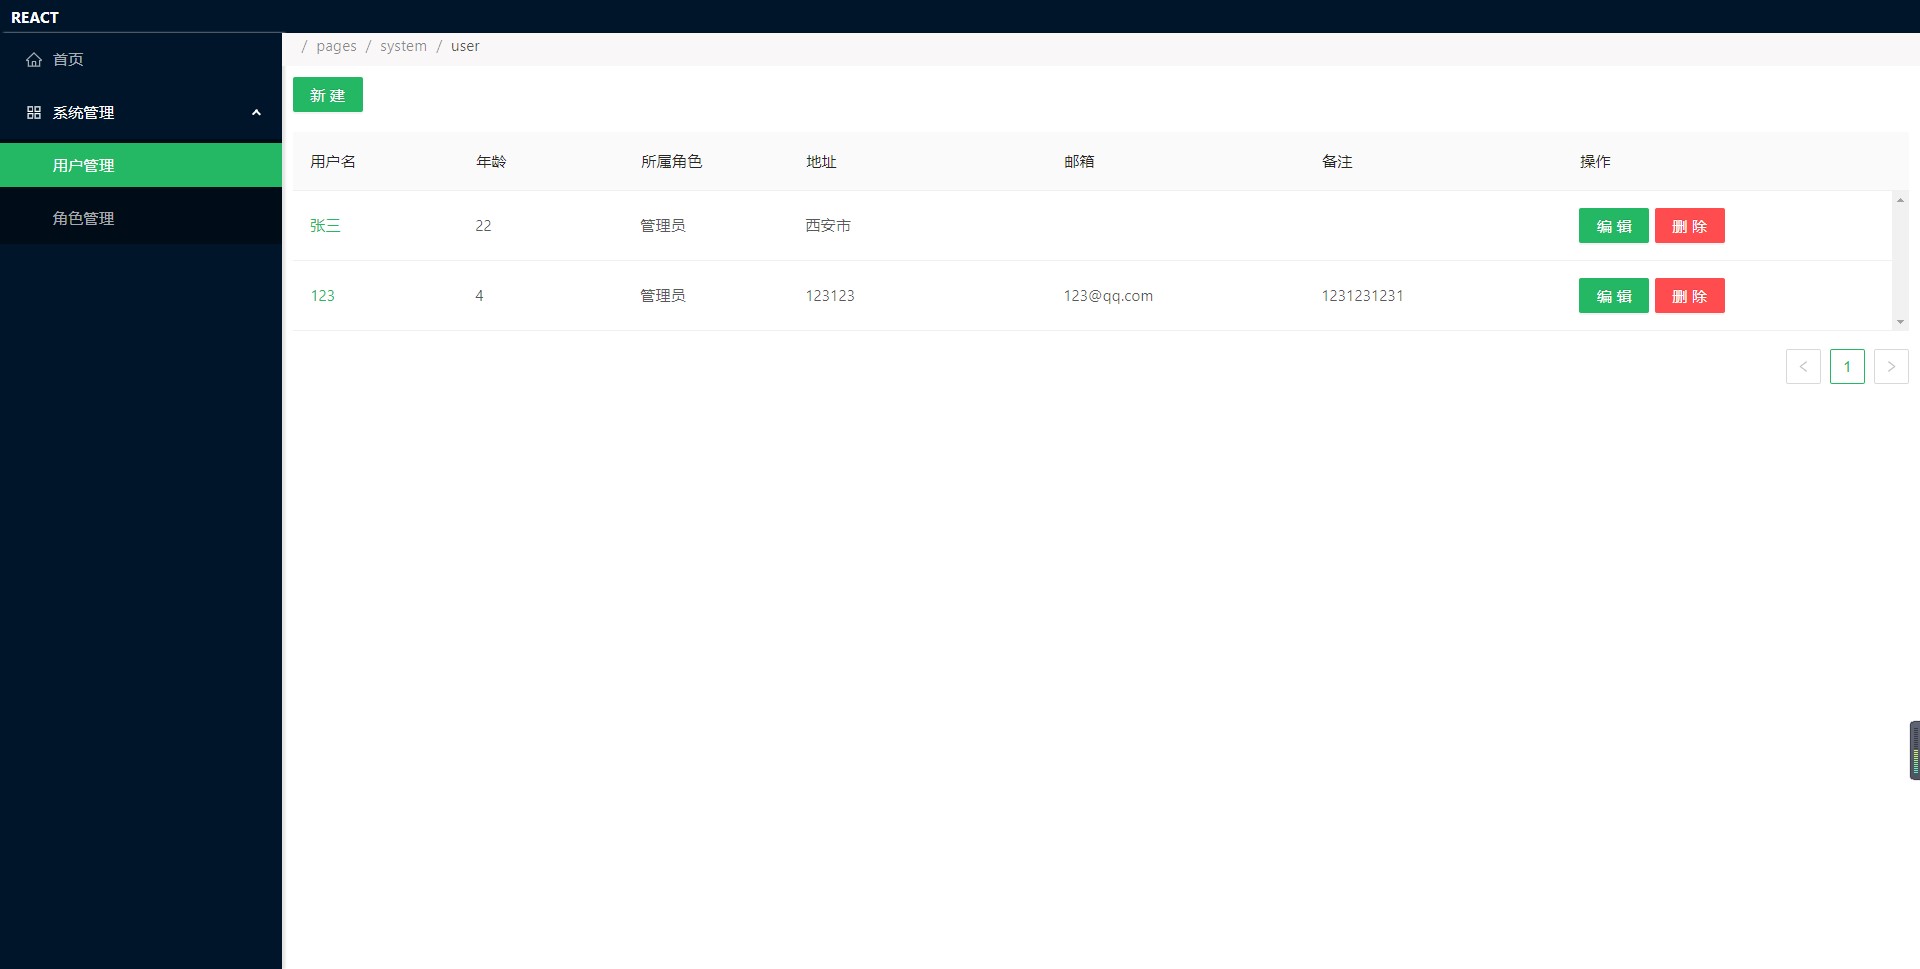 REACT
首页
系统管理
用户管理
角色管理
/ pages / system / user
新 建
用户名 年龄 所属角色 地址 邮箱 备注 操作
张三 22 管理员 西安市 编 辑 删 除
123 4 管理员 123123 123@qq.com 1231231231 编 辑 删 除
< 1 >